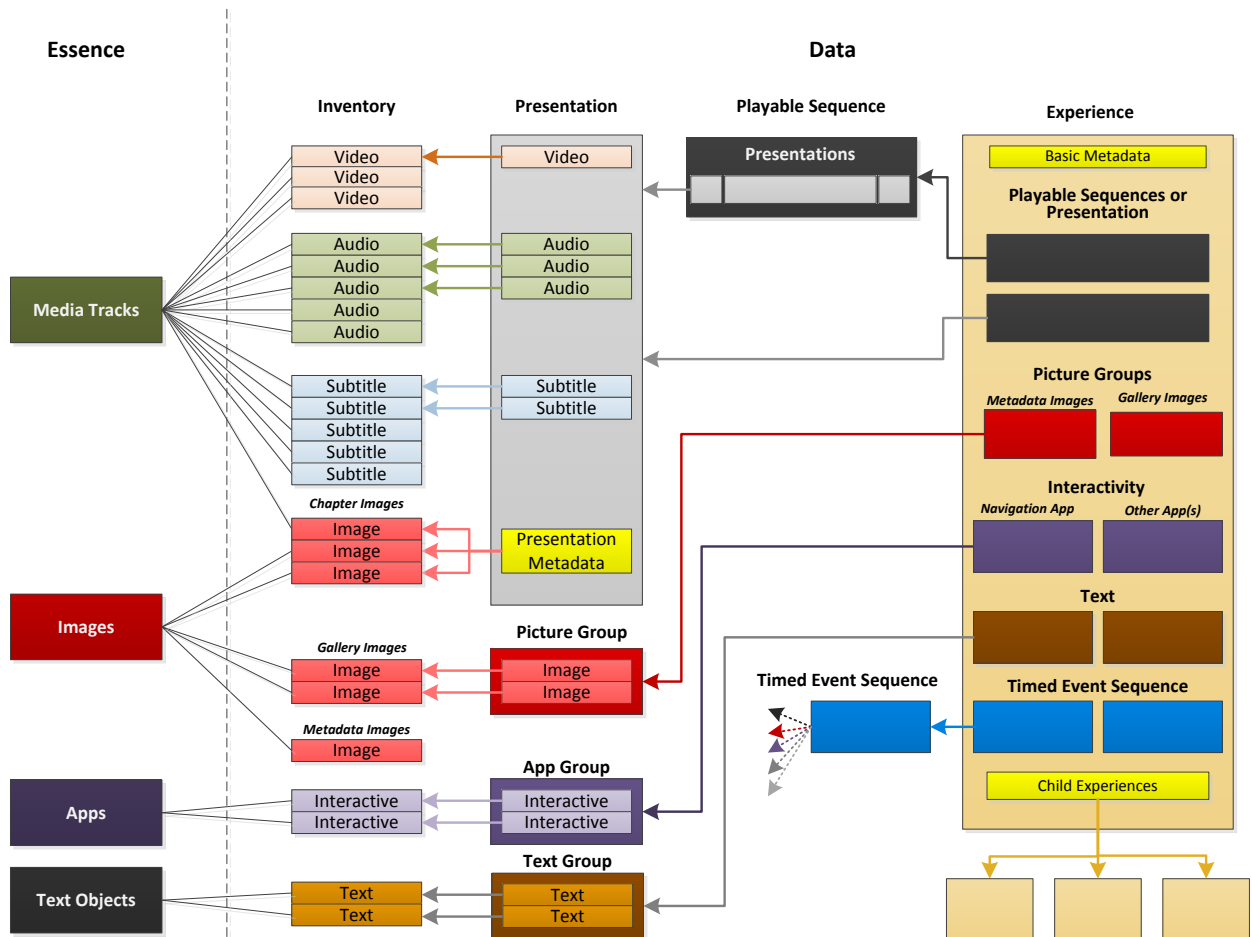 Essence
Data
Inventory
Presentation
Playable Sequence
Experience
Media Tracks
Images
Apps
Text Objects
Video
Video
Video
Audio
Audio
Audio
Audio
Audio
Subtitle
Subtitle
Subtitle
Subtitle
Subtitle
Chapter Images
Image
Image
Image
Gallery Images
Image
Image
Metadata Images
Image
Interactive
Interactive
Text
Text
Video
Audio
Audio
Audio
Subtitle
Subtitle
Presentation
Metadata
Picture Group
Image
Image
App Group
Interactive
Interactive
Text Group
Text
Text
Presentations
Timed Event Sequence
Basic Metadata
Playable Sequences or
Presentation
Picture Groups
Metadata Images
Gallery Images
Interactivity
Navigation App
Other App(s)
Text
Timed Event Sequence
Child Experiences